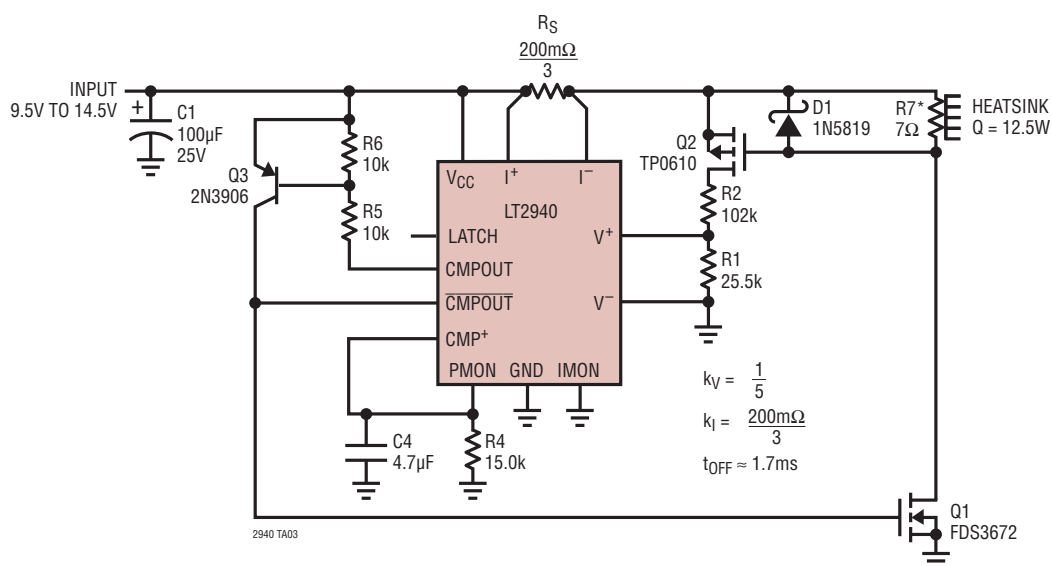 RS
200mΩ
3
INPUT
9.5V TO 14.5V
+
C1
100µF
25V
R6
10k
Q3
2N3906
R5
10k
VCC
I+
I−
LT2940
LATCH
CMPOUT
CMPOUT
CMP+
V+
V−
PMON
GND
IMON
Q2
TP0610
R2
102k
R1
25.5k
D1
1N5819
R7*
7Ω
HEATSINK
Q = 12.5W
kV = 1
5
kI = 200mΩ
3
tOFF ≈ 1.7ms
C4
4.7µF
R4
15.0k
Q1
FDS3672
2940 TA03